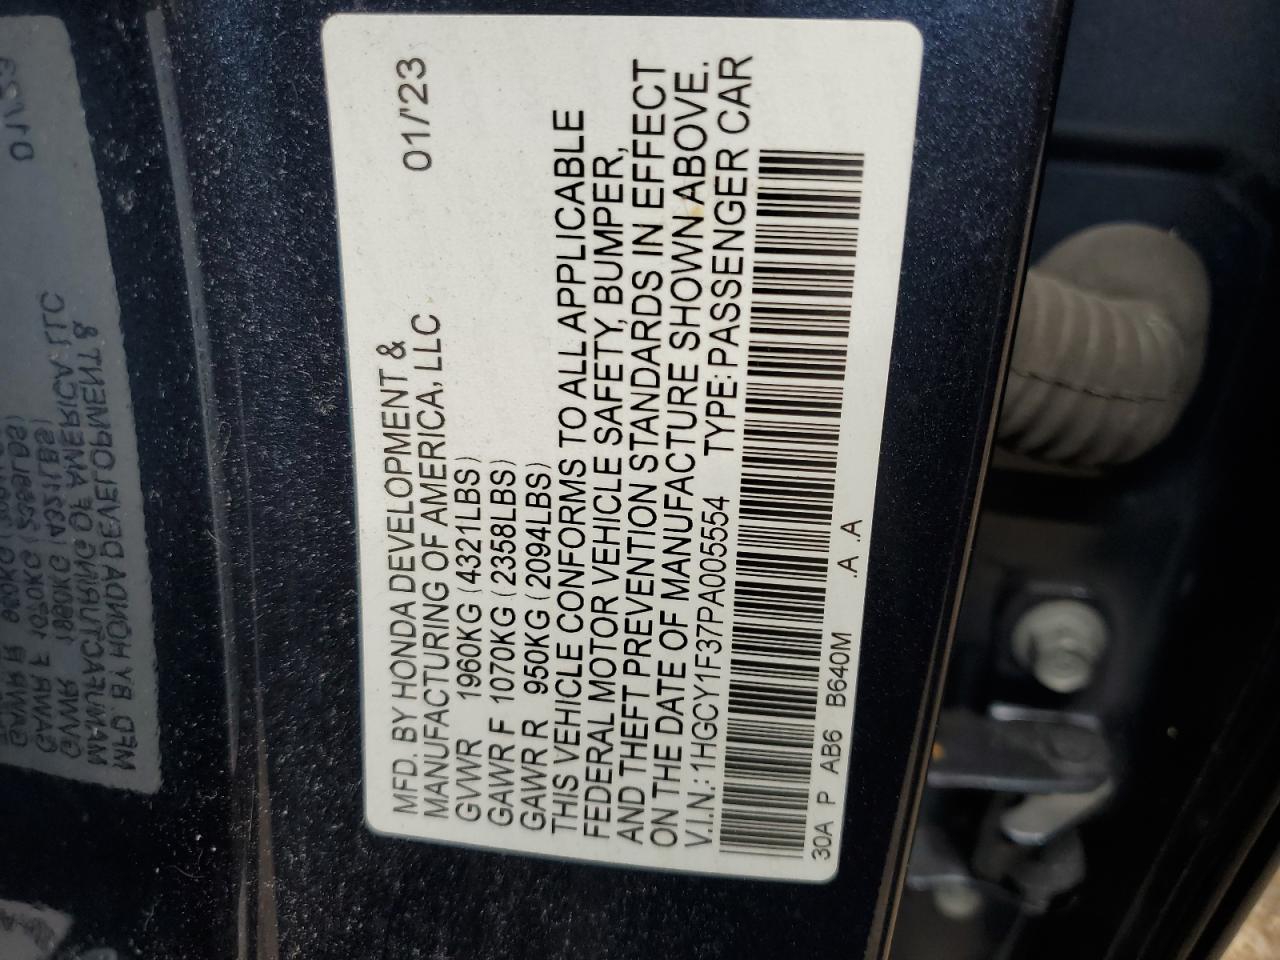 MFD. BY HONDA DEVELOPMENT &
MANUFACTURING OF AMERICA, LLC 01/'23
GVWR 1960KG (4321LBS)
GAWR F 1070KG (2358LBS)
GAWR R 950KG (2094LBS)
THIS VEHICLE CONFORMS TO ALL APPLICABLE
FEDERAL MOTOR VEHICLE SAFETY, BUMPER,
AND THEFT PREVENTION STANDARDS IN EFFECT
ON THE DATE OF MANUFACTURE SHOWN ABOVE.
V.I.N.: 1HGCY1F37PA005554 TYPE: PASSENGER CAR
30A P AB6 B640M .A .A